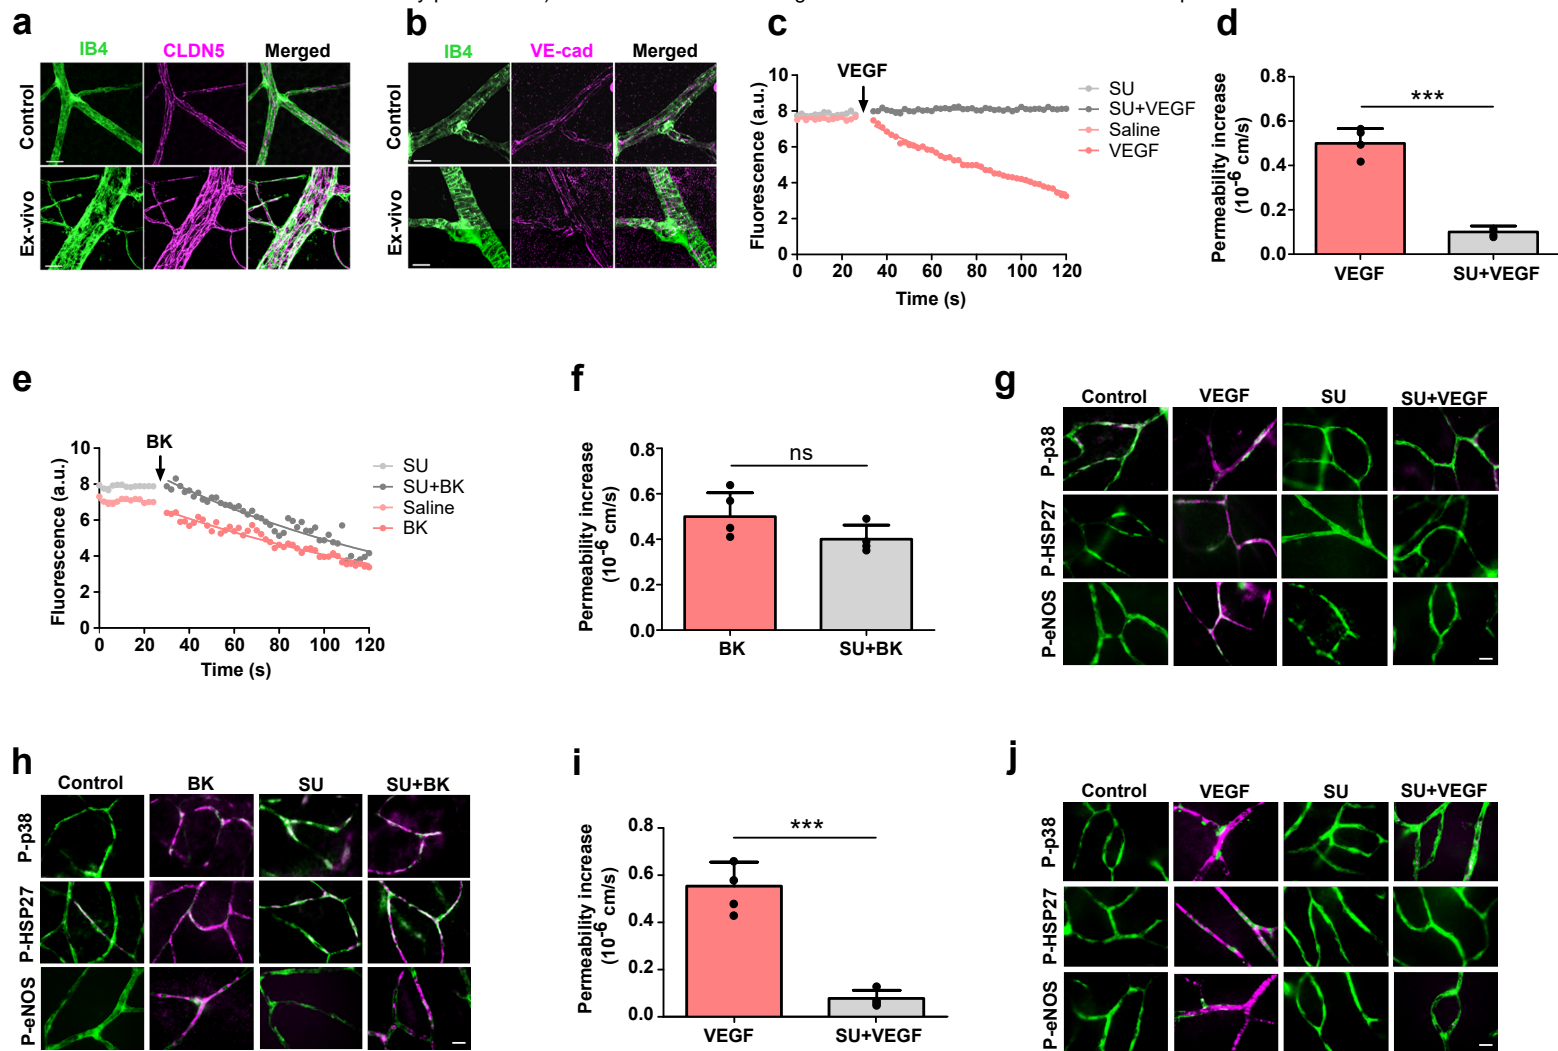 a
IB4 CLDN5 Merged
Control
Ex-vivo
b
IB4 VE-cad Merged
Control
Ex-vivo
c
VEGF
SU
SU+VEGF
Saline
VEGF
Fluorescence (a.u.)
10
8
6
4
2
0
0 20 40 60 80 100 120
Time (s)
d
***
Permeability increase
(10-6 cm/s)
0.8
0.6
0.4
0.2
0.0
VEGF SU+VEGF
e
BK
SU
SU+BK
Saline
BK
Fluorescence (a.u.)
10
8
6
4
2
0
0 20 40 60 80 100 120
Time (s)
f
ns
Permeability increase
(10-6 cm/s)
0.8
0.6
0.4
0.2
0.0
BK SU+BK
g
Control VEGF SU SU+VEGF
P-p38
P-HSP27
P-eNOS
h
Control BK SU SU+BK
P-p38
P-HSP27
P-eNOS
i
***
Permeability increase
(10-6 cm/s)
0.8
0.6
0.4
0.2
0.0
VEGF SU+VEGF
j
Control VEGF SU SU+VEGF
P-p38
P-HSP27
P-eNOS